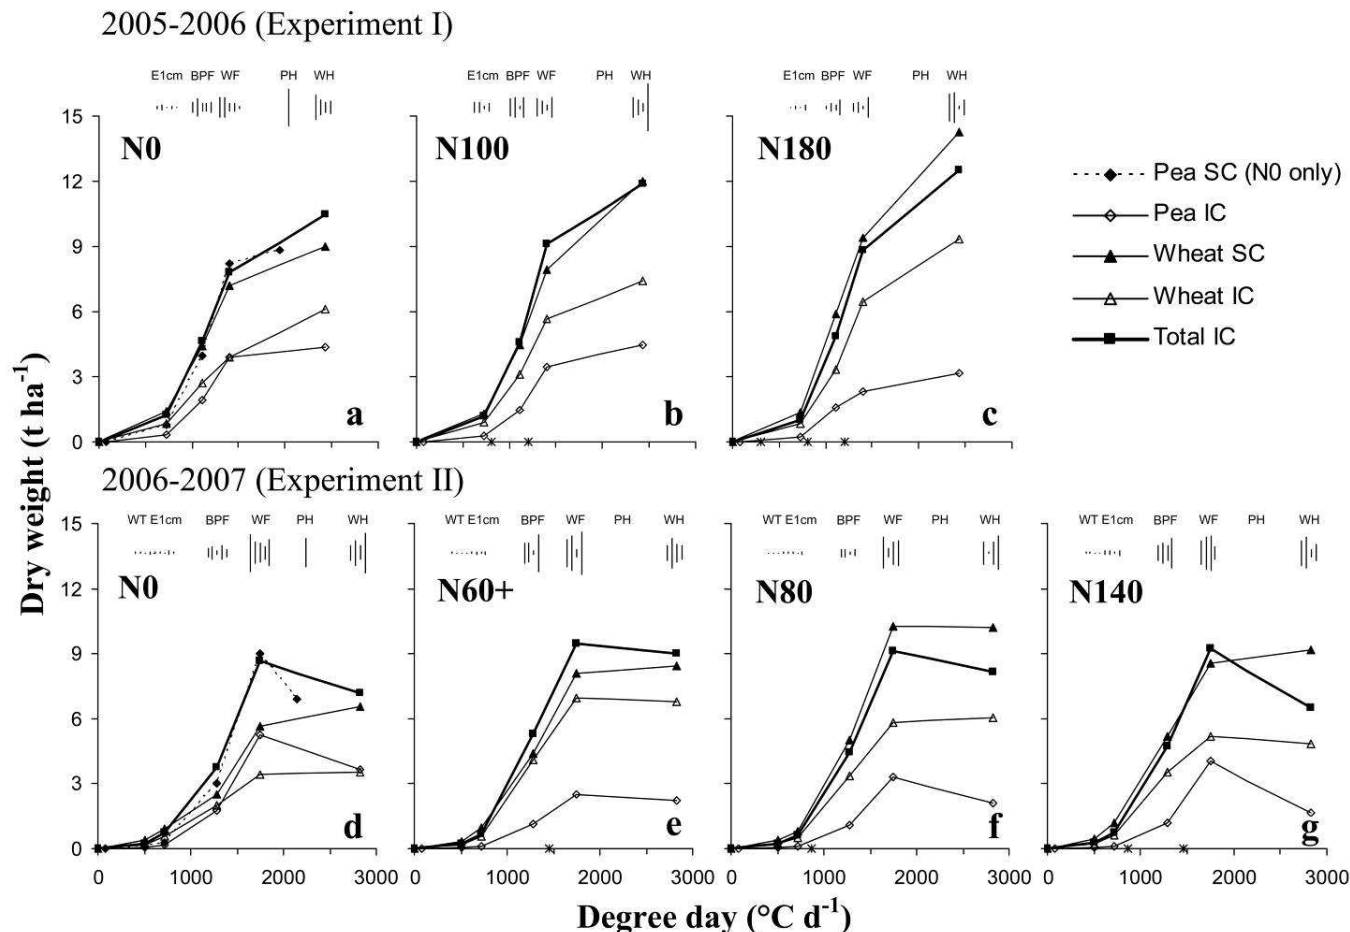 2005-2006 (Experiment I)
E1cm BPF WF PH WH
E1cm BPF WF PH WH
E1cm BPF WF PH WH
15
12
9
6
3
0
N0
N100
N180
a
b
c
Pea SC (N0 only)
Pea IC
Wheat SC
Wheat IC
Total IC
Dry weight (t ha-1)
2006-2007 (Experiment II)
WT E1cm BPF WF PH WH
WT E1cm BPF WF PH WH
WT E1cm BPF WF PH WH
WT E1cm BPF WF PH WH
15
12
9
6
3
0
N0
N60+
N80
N140
d
e
f
g
0 1000 2000 3000
0 1000 2000 3000
0 1000 2000 3000
0 1000 2000 3000
Degree day (°C d-1)